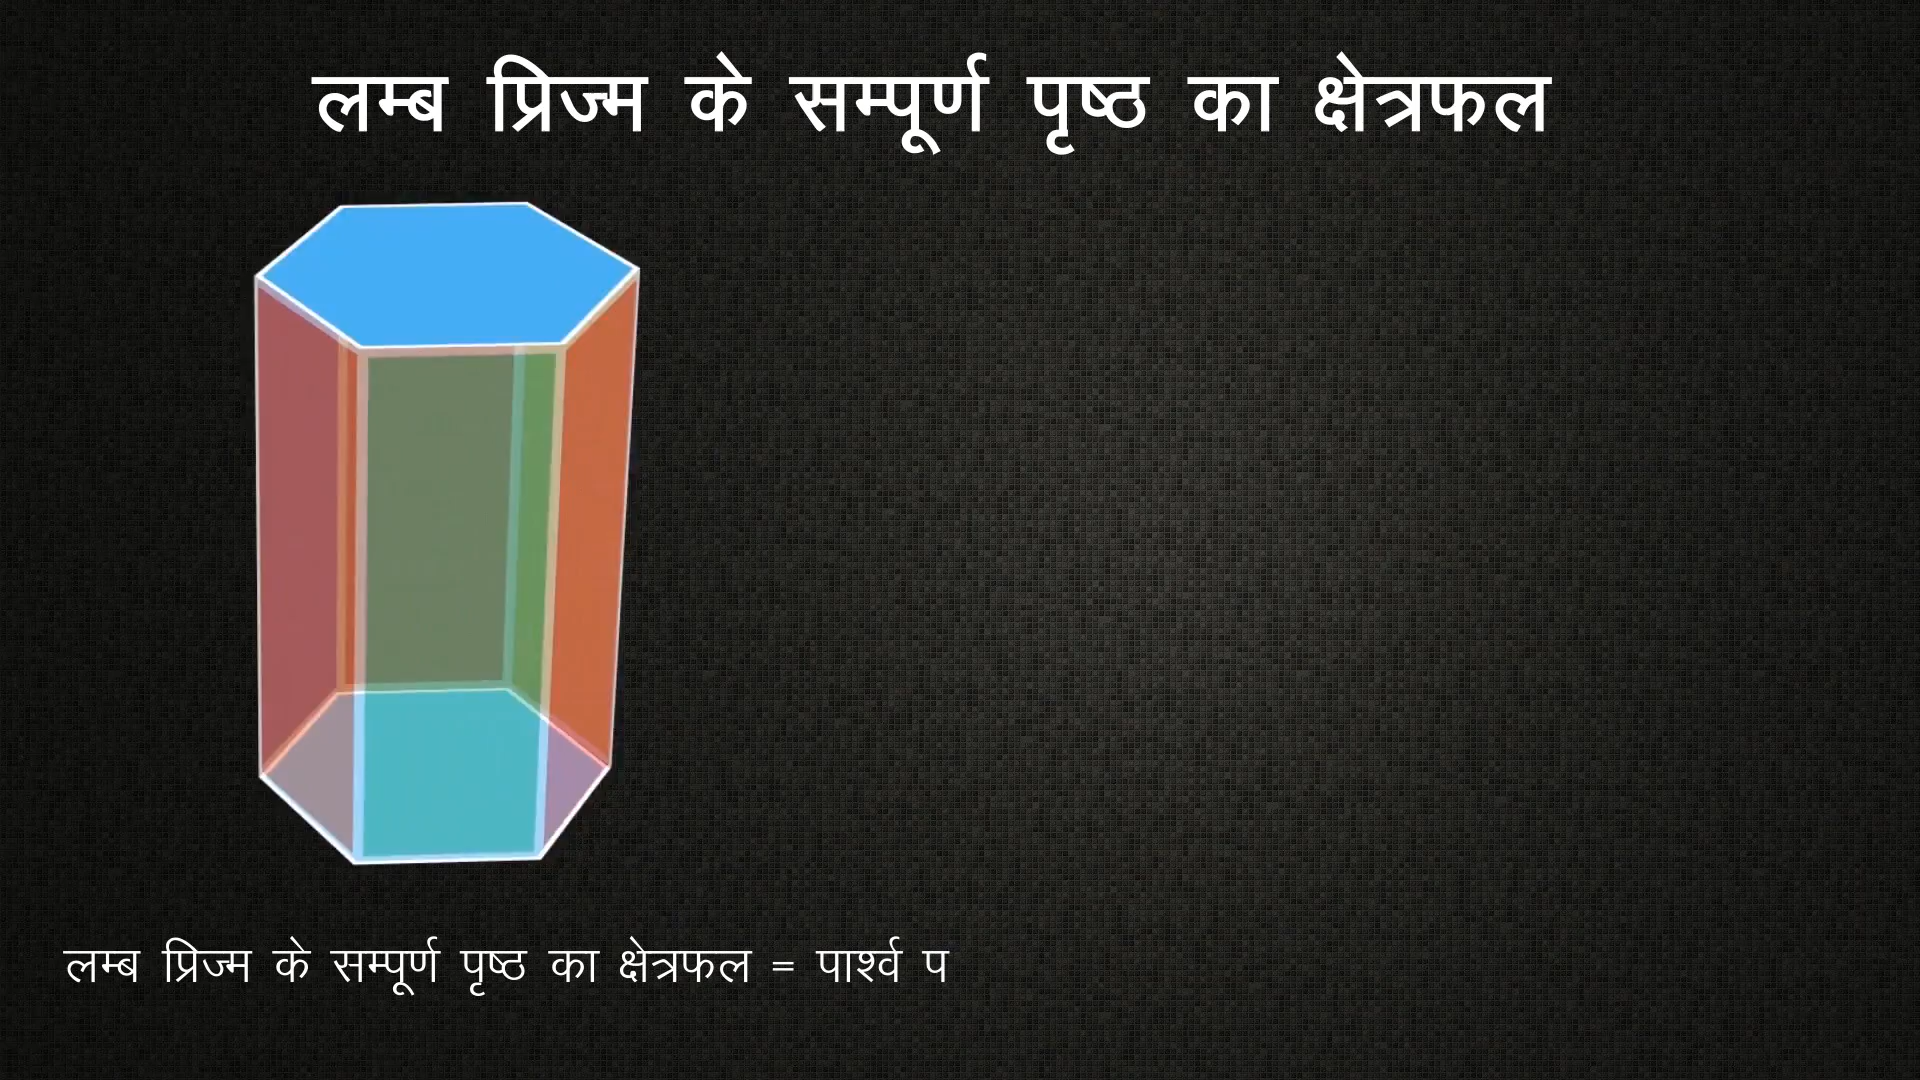 लम्ब प्रिज्म के सम्पूर्ण पृष्ठ का क्षेत्रफल
लम्ब प्रिज्म के सम्पूर्ण पृष्ठ का क्षेत्रफल = पार्श्व प